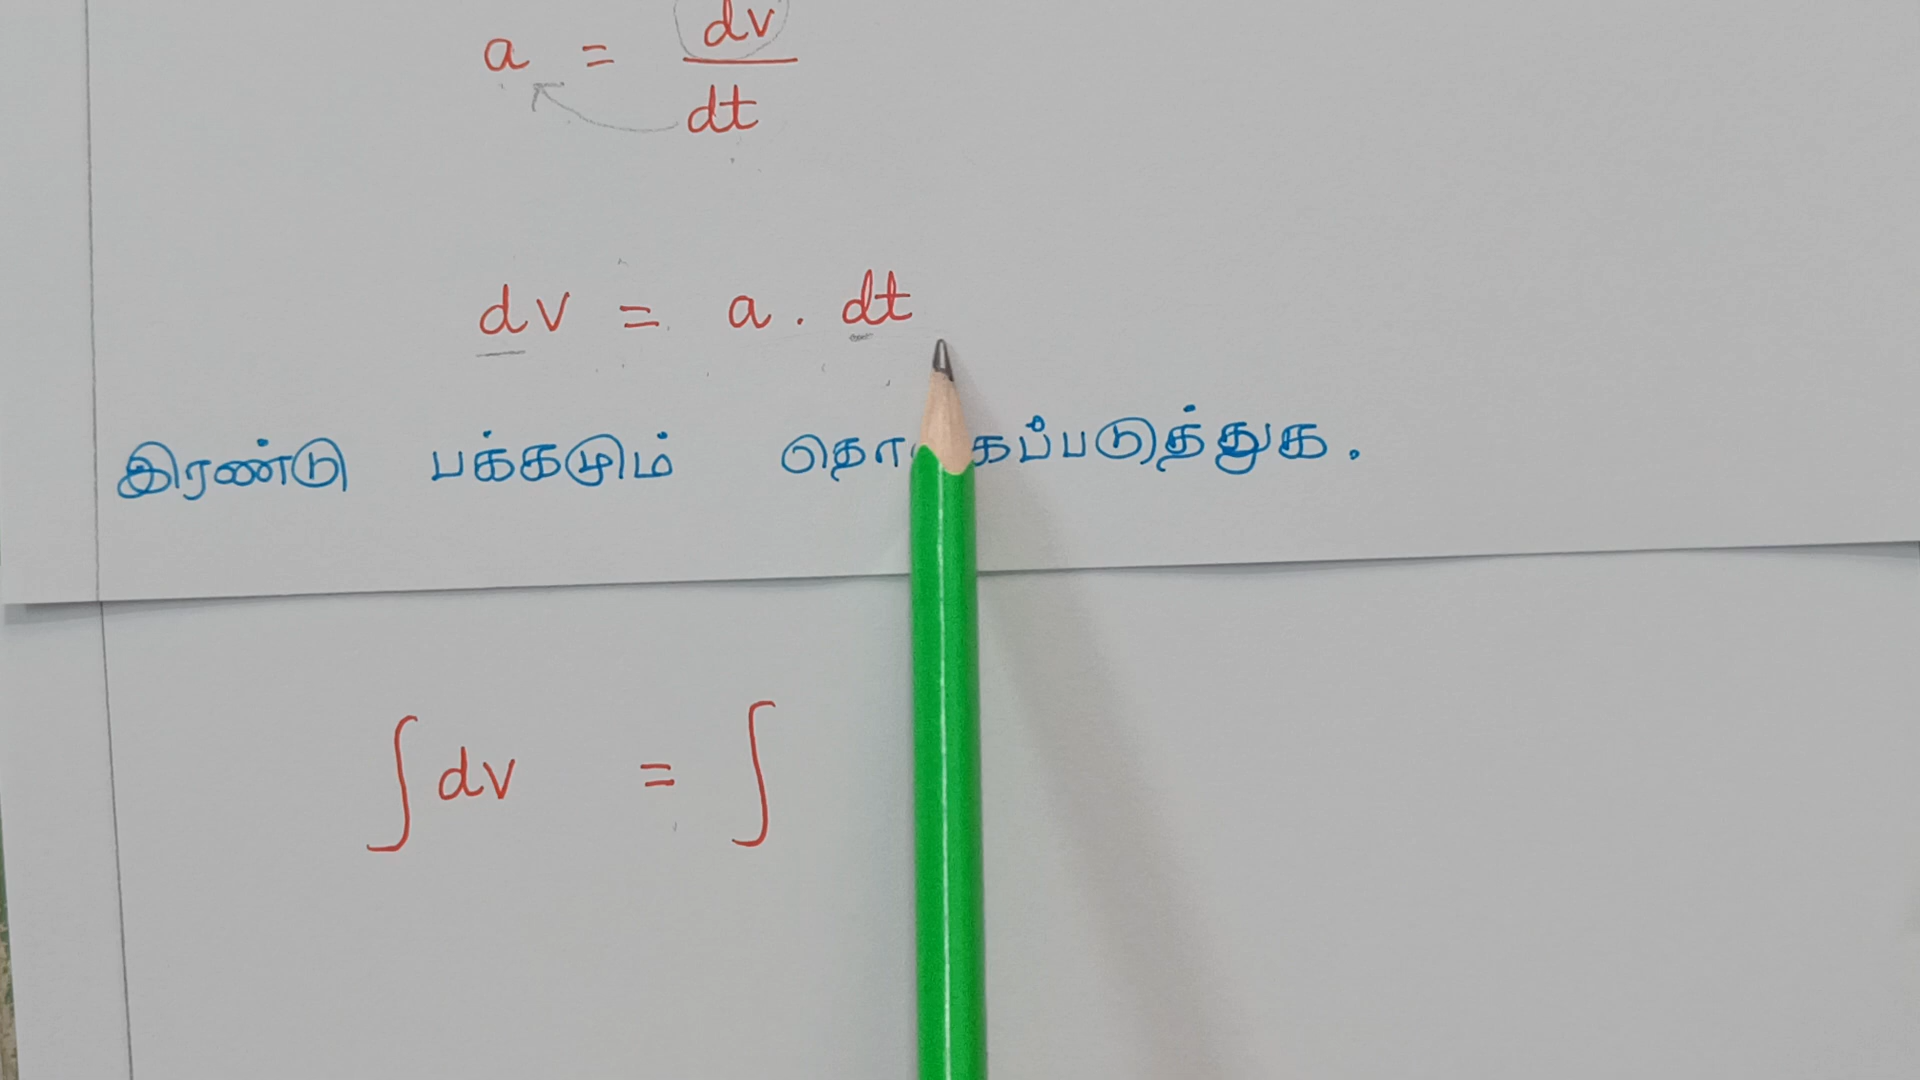 a = dv/dt
dv = a . dt
இரண்டு பக்கமும்
∫dv = ∫